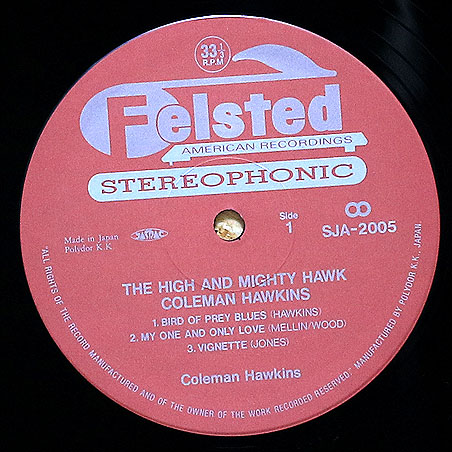 33 1/3
R.P.M
Felsted
AMERICAN RECORDINGS
STEREOPHONIC
Made in Japan
Polydor K.K.
JASRAC
Side
1
SJA-2005
THE HIGH AND MIGHTY HAWK
COLEMAN HAWKINS
1. BIRD OF PREY BLUES (HAWKINS)
2. MY ONE AND ONLY LOVE (MELLIN/WOOD)
3. VIGNETTE (JONES)
Coleman Hawkins
"ALL RIGHTS OF THE RECORD MANUFACTURED AND OF THE OWNER OF THE WORK RECORDED RESERVED." MANUFACTURED BY POLYDOR K.K., JAPAN.